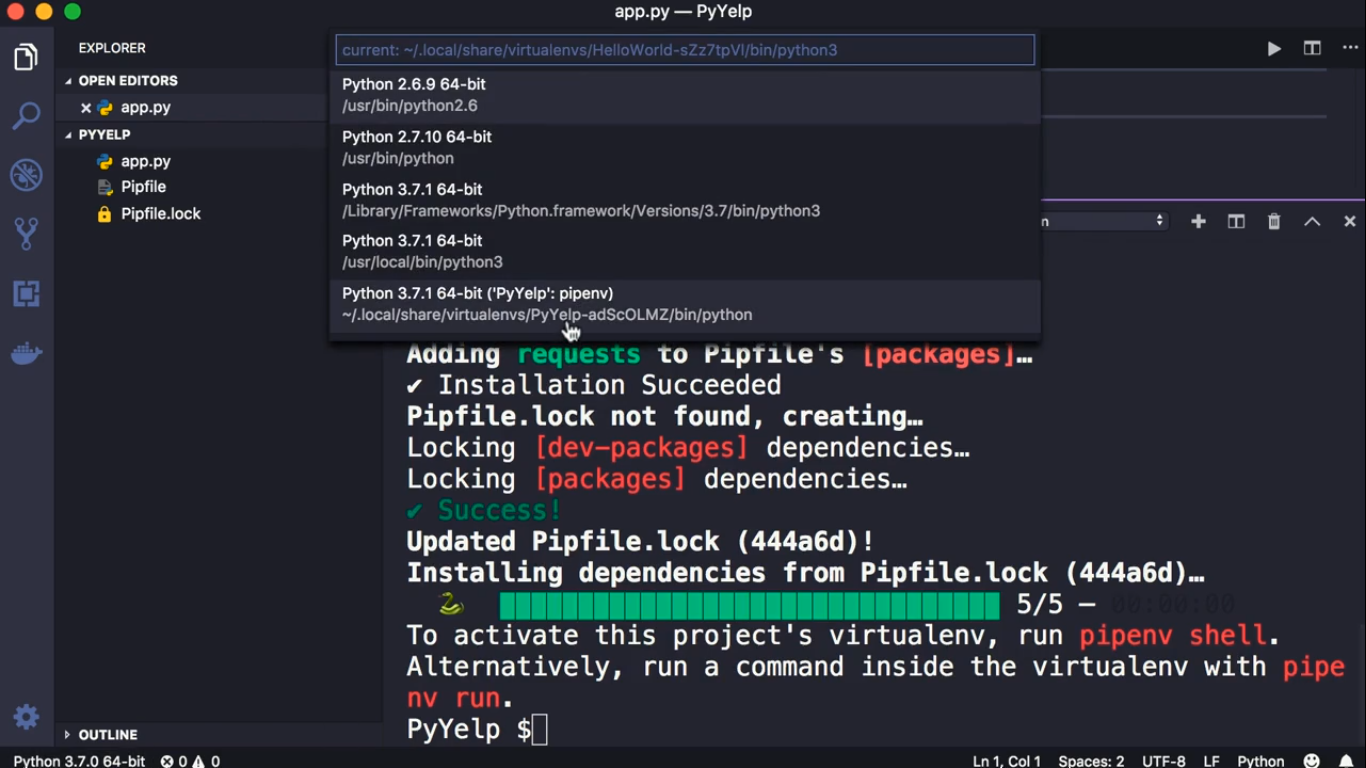 app.py — PyYelp
EXPLORER
OPEN EDITORS
app.py
PYYELP
app.py
Pipfile
Pipfile.lock
OUTLINE
current: ~/.local/share/virtualenvs/HelloWorld-sZz7tpVl/bin/python3
Python 2.6.9 64-bit
/usr/bin/python2.6
Python 2.7.10 64-bit
/usr/bin/python
Python 3.7.1 64-bit
/Library/Frameworks/Python.framework/Versions/3.7/bin/python3
Python 3.7.1 64-bit
/usr/local/bin/python3
Python 3.7.1 64-bit ('PyYelp': pipenv)
~/.local/share/virtualenvs/PyYelp-adScOLMZ/bin/python
n
Adding requests to Pipfile's [packages]…
✔ Installation Succeeded
Pipfile.lock not found, creating…
Locking [dev-packages] dependencies…
Locking [packages] dependencies…
✔ Success!
Updated Pipfile.lock (444a6d)!
Installing dependencies from Pipfile.lock (444a6d)…
5/5 — 00:00:00
To activate this project's virtualenv, run pipenv shell.
Alternatively, run a command inside the virtualenv with pipe
nv run.
PyYelp $
Python 3.7.0 64-bit 0 0 Ln 1, Col 1 Spaces: 2 UTF-8 LF Python